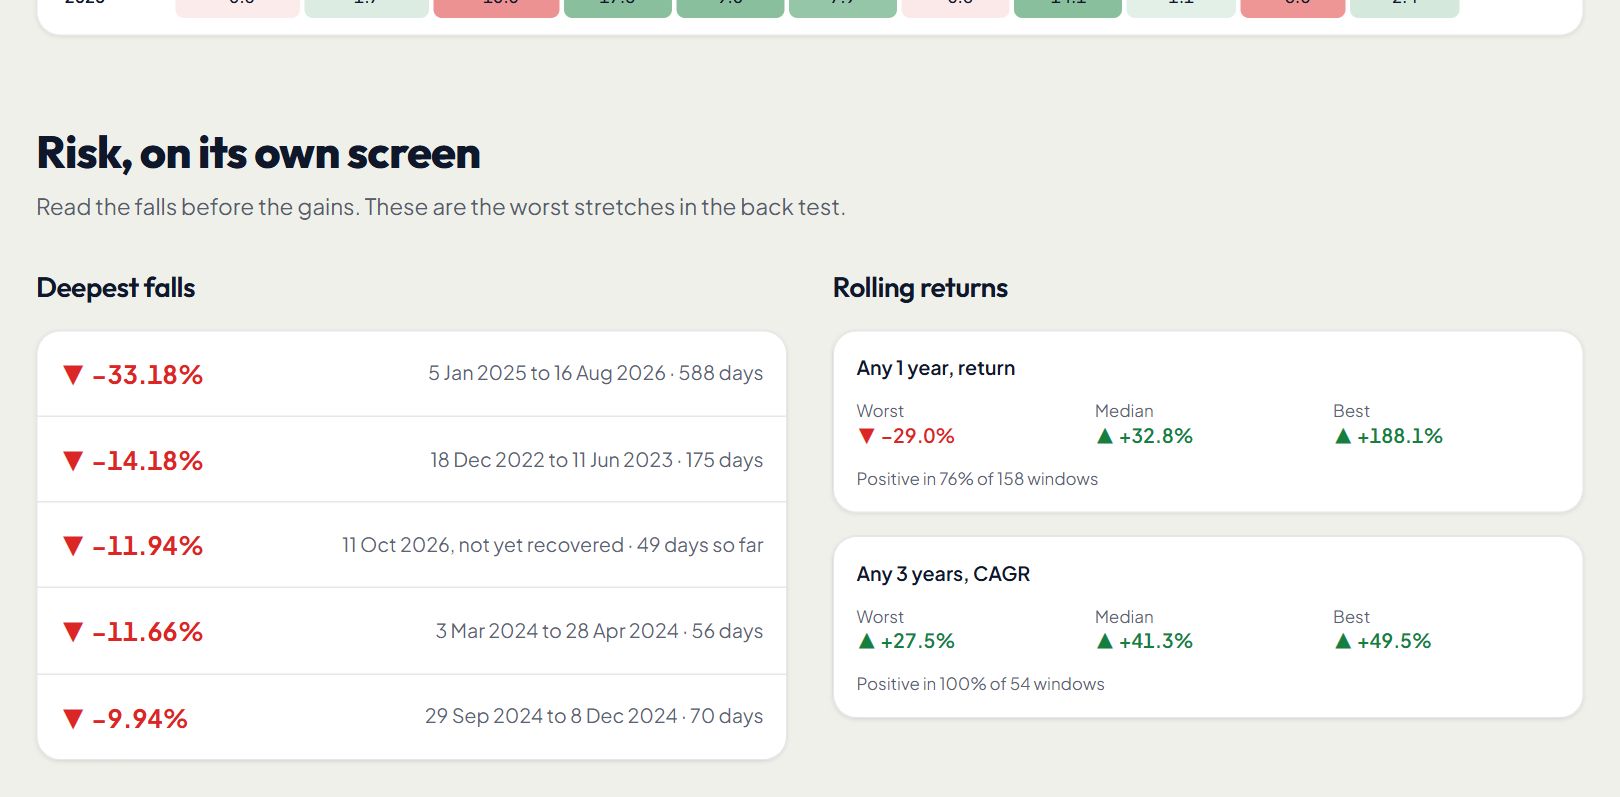 Risk, on its own screen
Read the falls before the gains. These are the worst stretches in the back test.
Deepest falls
▼ -33.18% 5 Jan 2025 to 16 Aug 2026 · 588 days
▼ -14.18% 18 Dec 2022 to 11 Jun 2023 · 175 days
▼ -11.94% 11 Oct 2026, not yet recovered · 49 days so far
▼ -11.66% 3 Mar 2024 to 28 Apr 2024 · 56 days
▼ -9.94% 29 Sep 2024 to 8 Dec 2024 · 70 days
Rolling returns
Any 1 year, return
Worst Median Best
▼ -29.0% ▲ +32.8% ▲ +188.1%
Positive in 76% of 158 windows
Any 3 years, CAGR
Worst Median Best
▲ +27.5% ▲ +41.3% ▲ +49.5%
Positive in 100% of 54 windows